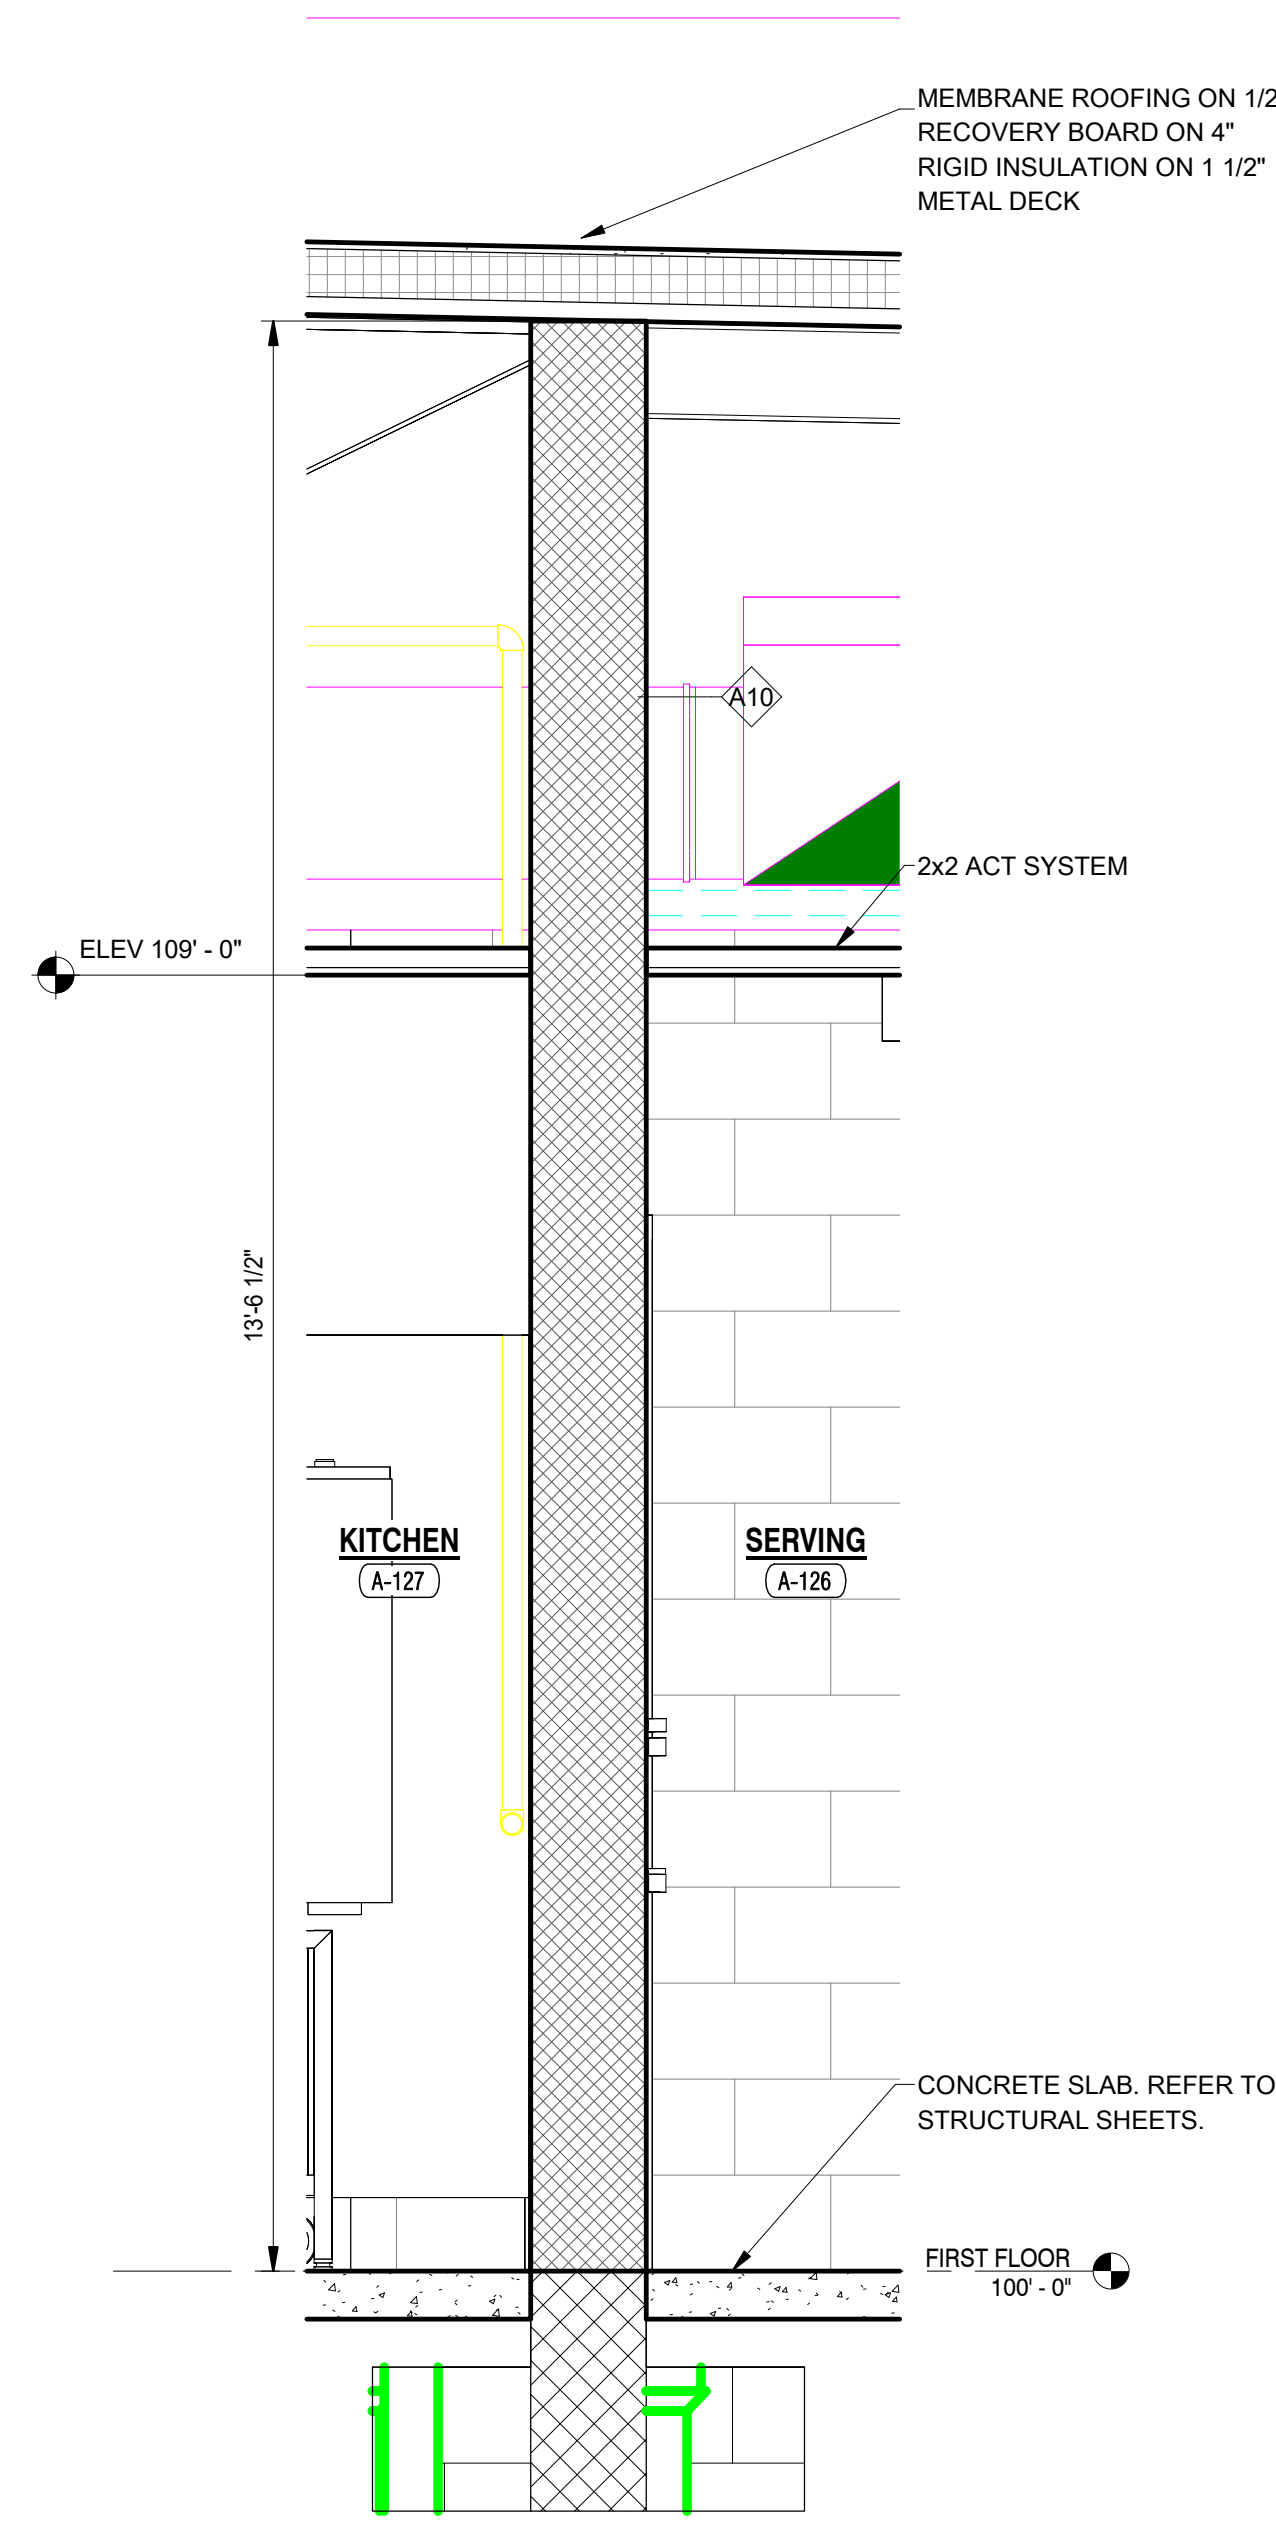 MEMBRANE ROOFING ON 1/2
RECOVERY BOARD ON 4"
RIGID INSULATION ON 1 1/2"
METAL DECK
A10
2x2 ACT SYSTEM
ELEV 109' - 0"
13'-6 1/2"
KITCHEN
A-127
SERVING
A-126
CONCRETE SLAB. REFER TO
STRUCTURAL SHEETS.
FIRST FLOOR
100' - 0"